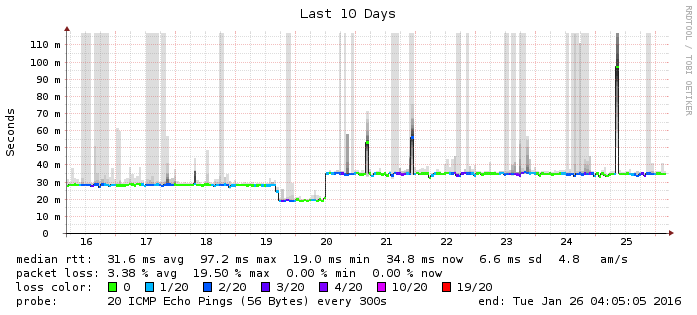 Last 10 Days
RRDTOOL / TOBI OETIKER
Seconds
110 m
100 m
90 m
80 m
70 m
60 m
50 m
40 m
30 m
20 m
10 m
0
16 17 18 19 20 21 22 23 24 25
median rtt: 31.6 ms avg 97.2 ms max 19.0 ms min 34.8 ms now 6.6 ms sd 4.8 am/s
packet loss: 3.38 % avg 19.50 % max 0.00 % min 0.00 % now
loss color: 0 1/20 2/20 3/20 4/20 10/20 19/20
probe: 20 ICMP Echo Pings (56 Bytes) every 300s end: Tue Jan 26 04:05:05 2016